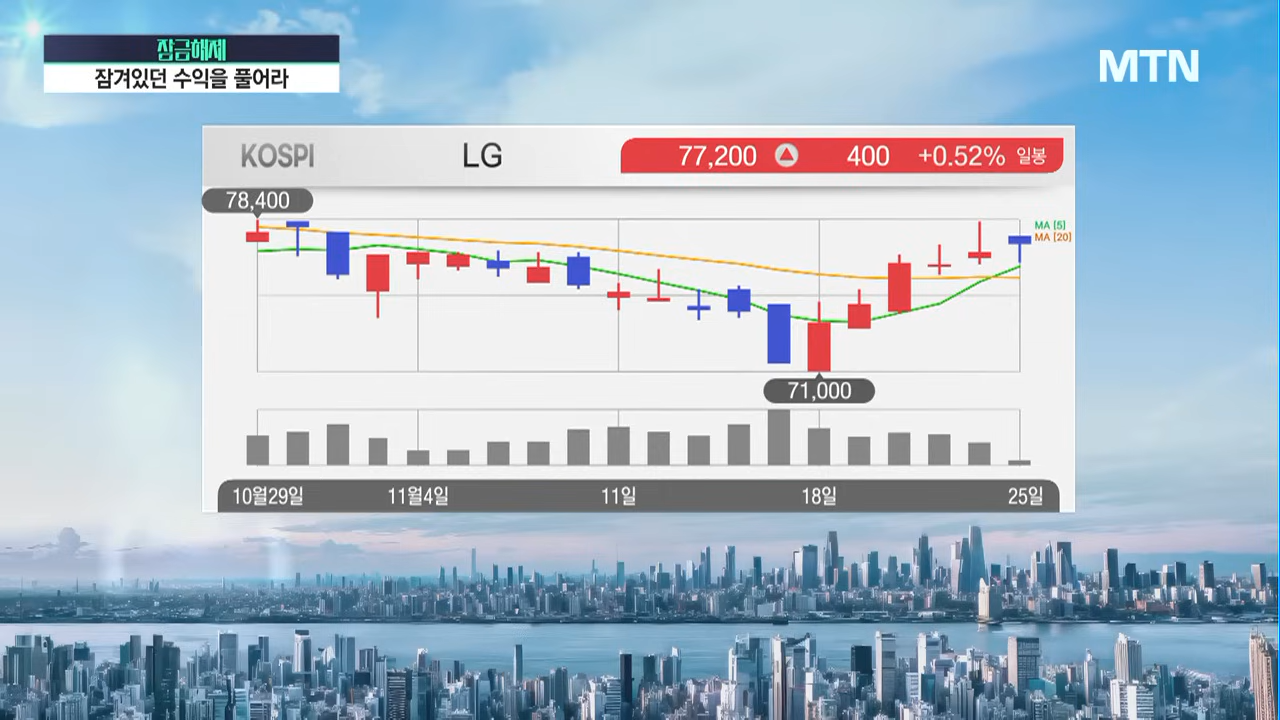 잠금해제
잠겨있던 수익을 풀어라
MTN
KOSPI LG 77,200 400 +0.52% 일봉
78,400
MA [5]
MA [20]
71,000
10월29일 11월4일 11일 18일 25일